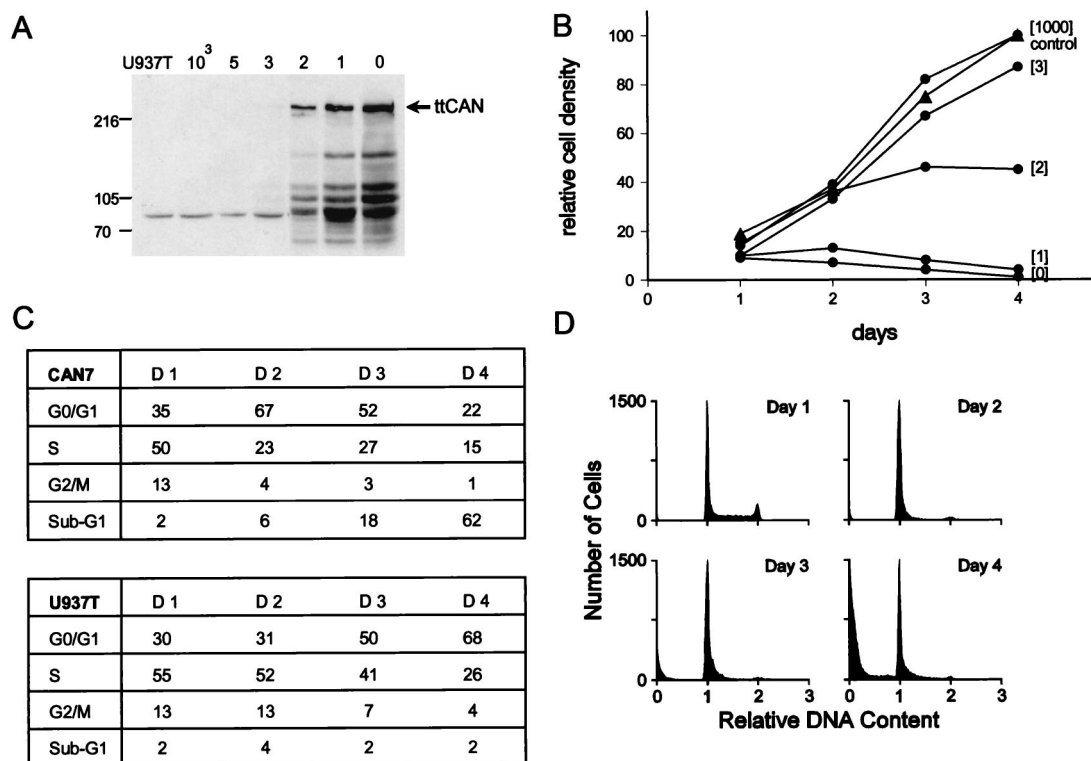 A
U937T 10³ 5 3 2 1 0
216
105
70
ttCAN
B
relative cell density
100
80
60
40
20
0
0 1 2 3 4
days
[1000]
control
[3]
[2]
[1]
[0]
C
CAN7 D 1 D 2 D 3 D 4
G0/G1 35 67 52 22
S 50 23 27 15
G2/M 13 4 3 1
Sub-G1 2 6 18 62
U937T D 1 D 2 D 3 D 4
G0/G1 30 31 50 68
S 55 52 41 26
G2/M 13 13 7 4
Sub-G1 2 4 2 2
D
Number of Cells
1500
0
Day 1
Day 2
1500
0
Day 3
Day 4
0 1 2 3
0 1 2 3
Relative DNA Content